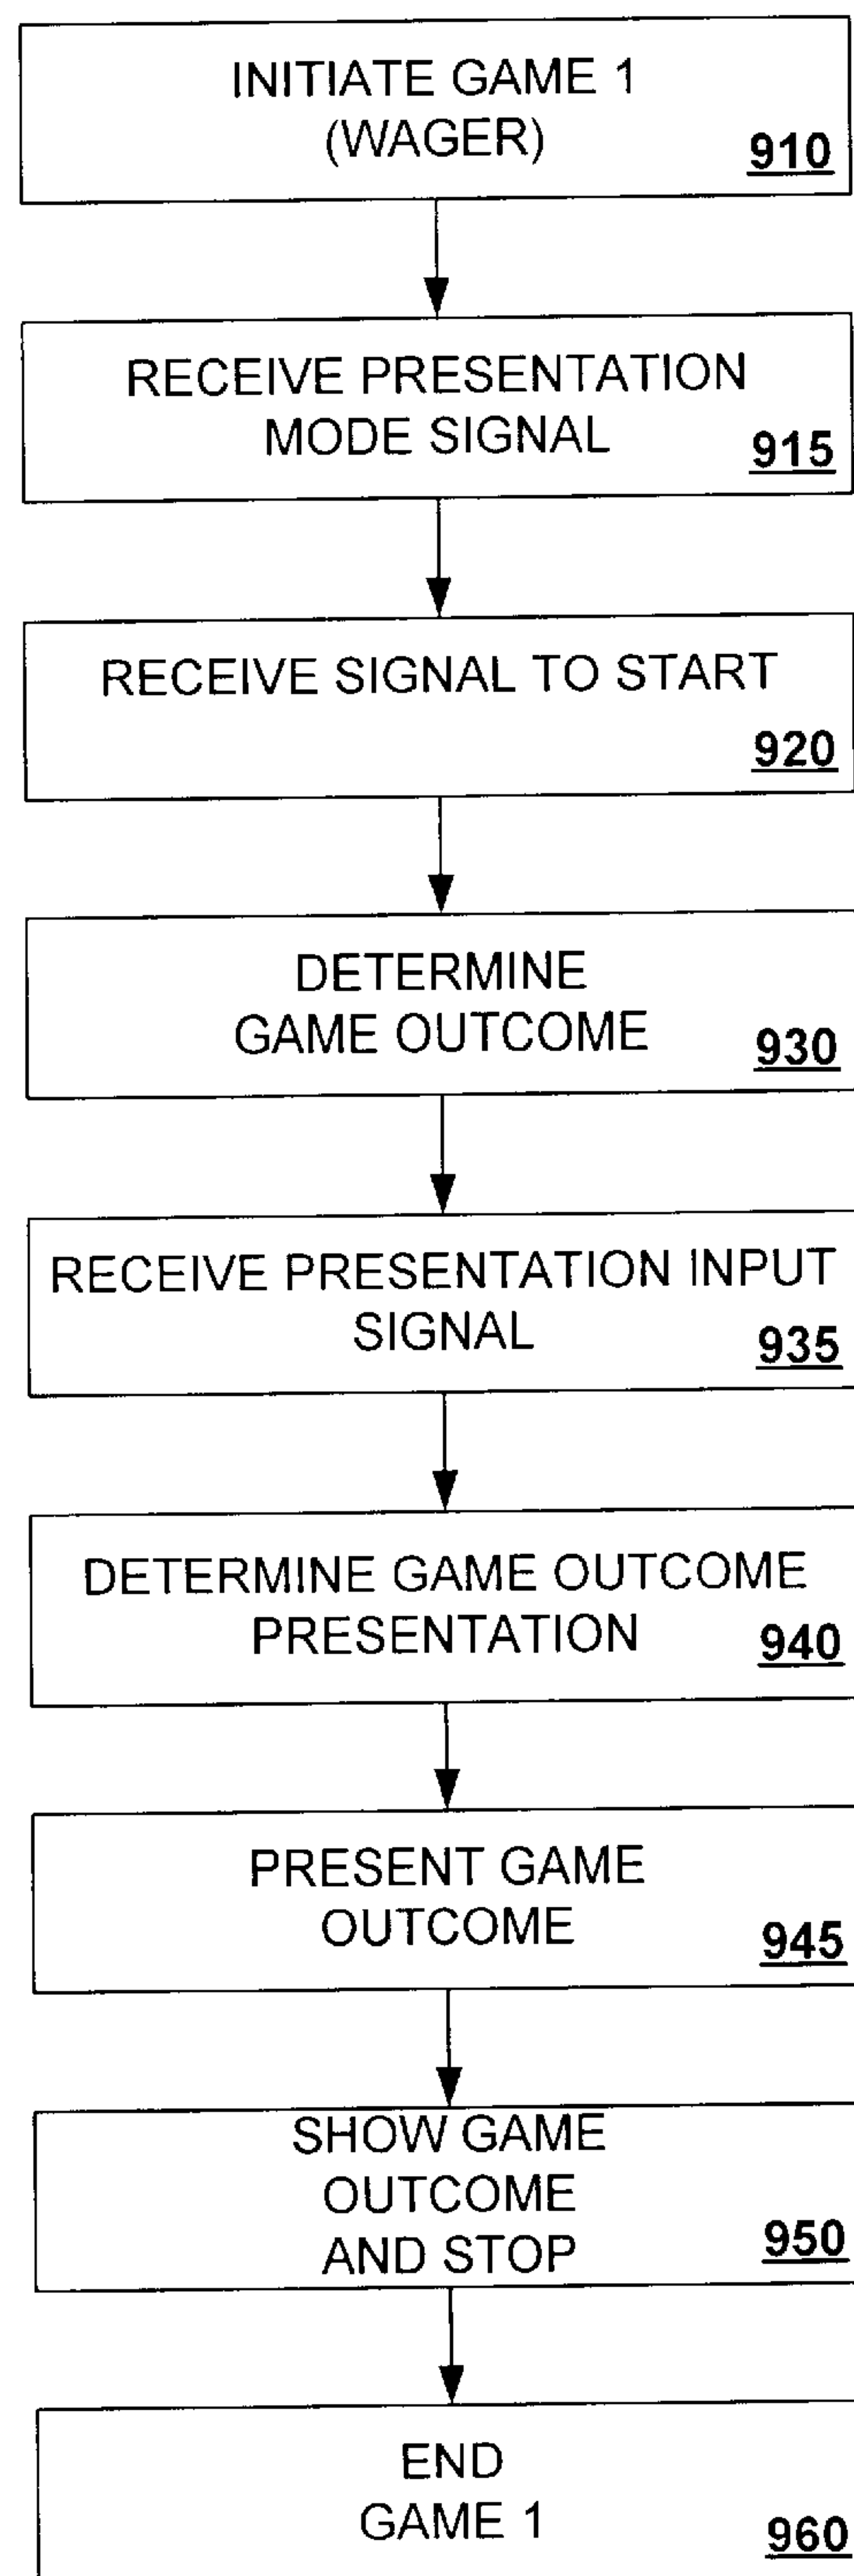 INITIATE GAME 1
(WAGER)
910
RECEIVE PRESENTATION
MODE SIGNAL
915
RECEIVE SIGNAL TO START
920
DETERMINE
GAME OUTCOME
930
RECEIVE PRESENTATION INPUT
SIGNAL
935
DETERMINE GAME OUTCOME
PRESENTATION
940
PRESENT GAME
OUTCOME
945
SHOW GAME
OUTCOME
AND STOP
950
END
GAME 1
960